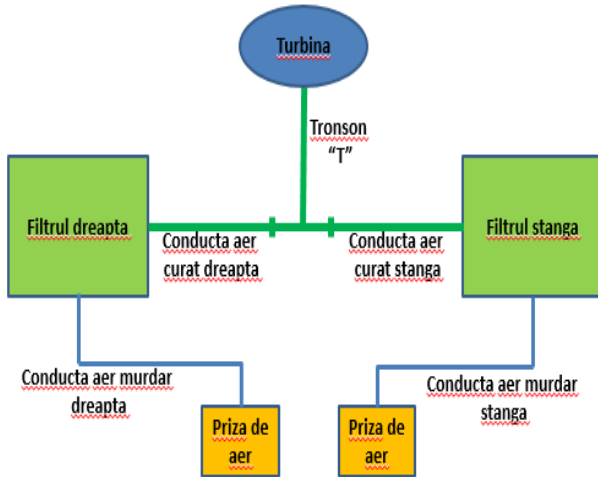 Turbina
Tronson
“T”
Filtrul dreapta
Filtrul stanga
Conducta aer
curat dreapta
Conducta aer
curat stanga
Conducta aer murdar
dreapta
Conducta aer murdar
stanga
Priza de
aer
Priza de
aer